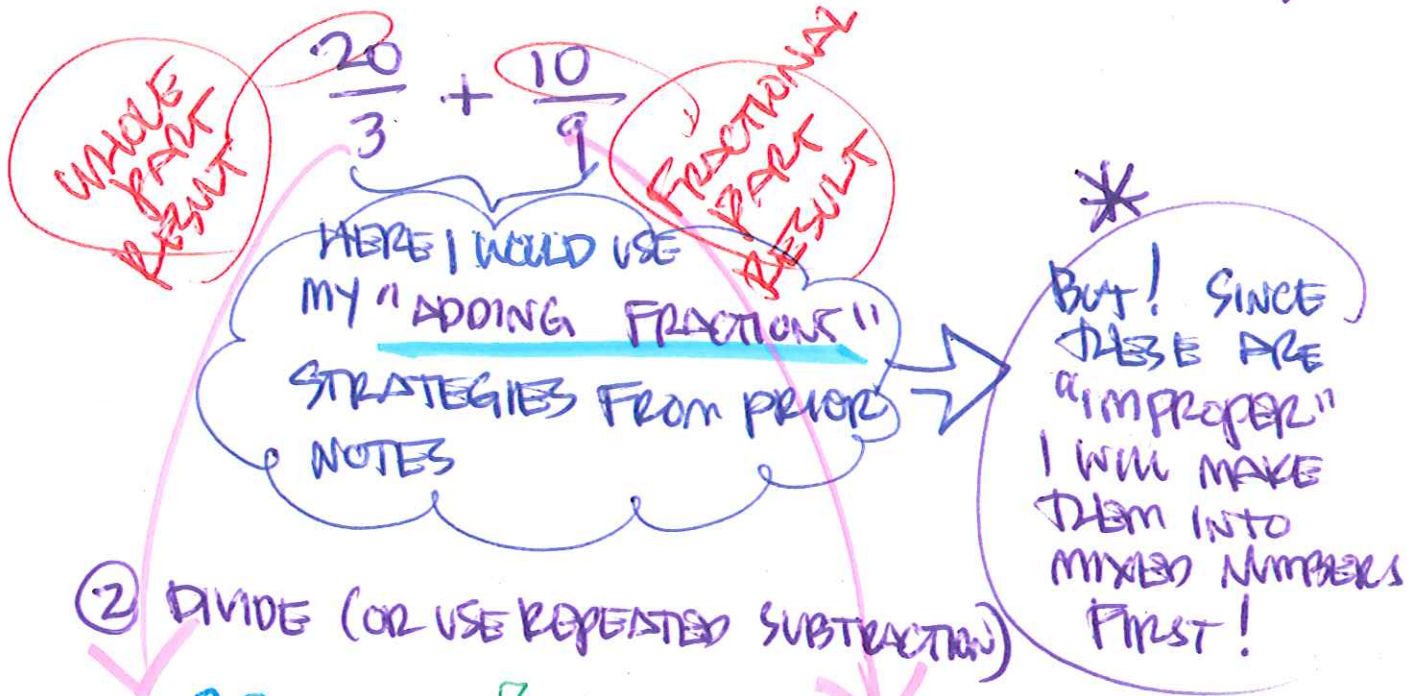 20/3 + 10/9
WHOLE
PART
RESULT
FRACTIONAL
PART
RESULT
HERE I WOULD USE
MY "ADDING FRACTIONS"
STRATEGIES FROM PRIOR
NOTES
*
BUT! SINCE
THESE ARE
"IMPROPER"
I WILL MAKE
THEM INTO
MIXED NUMBERS
FIRST!
② DIVIDE (OR USE REPEATED SUBTRACTION)